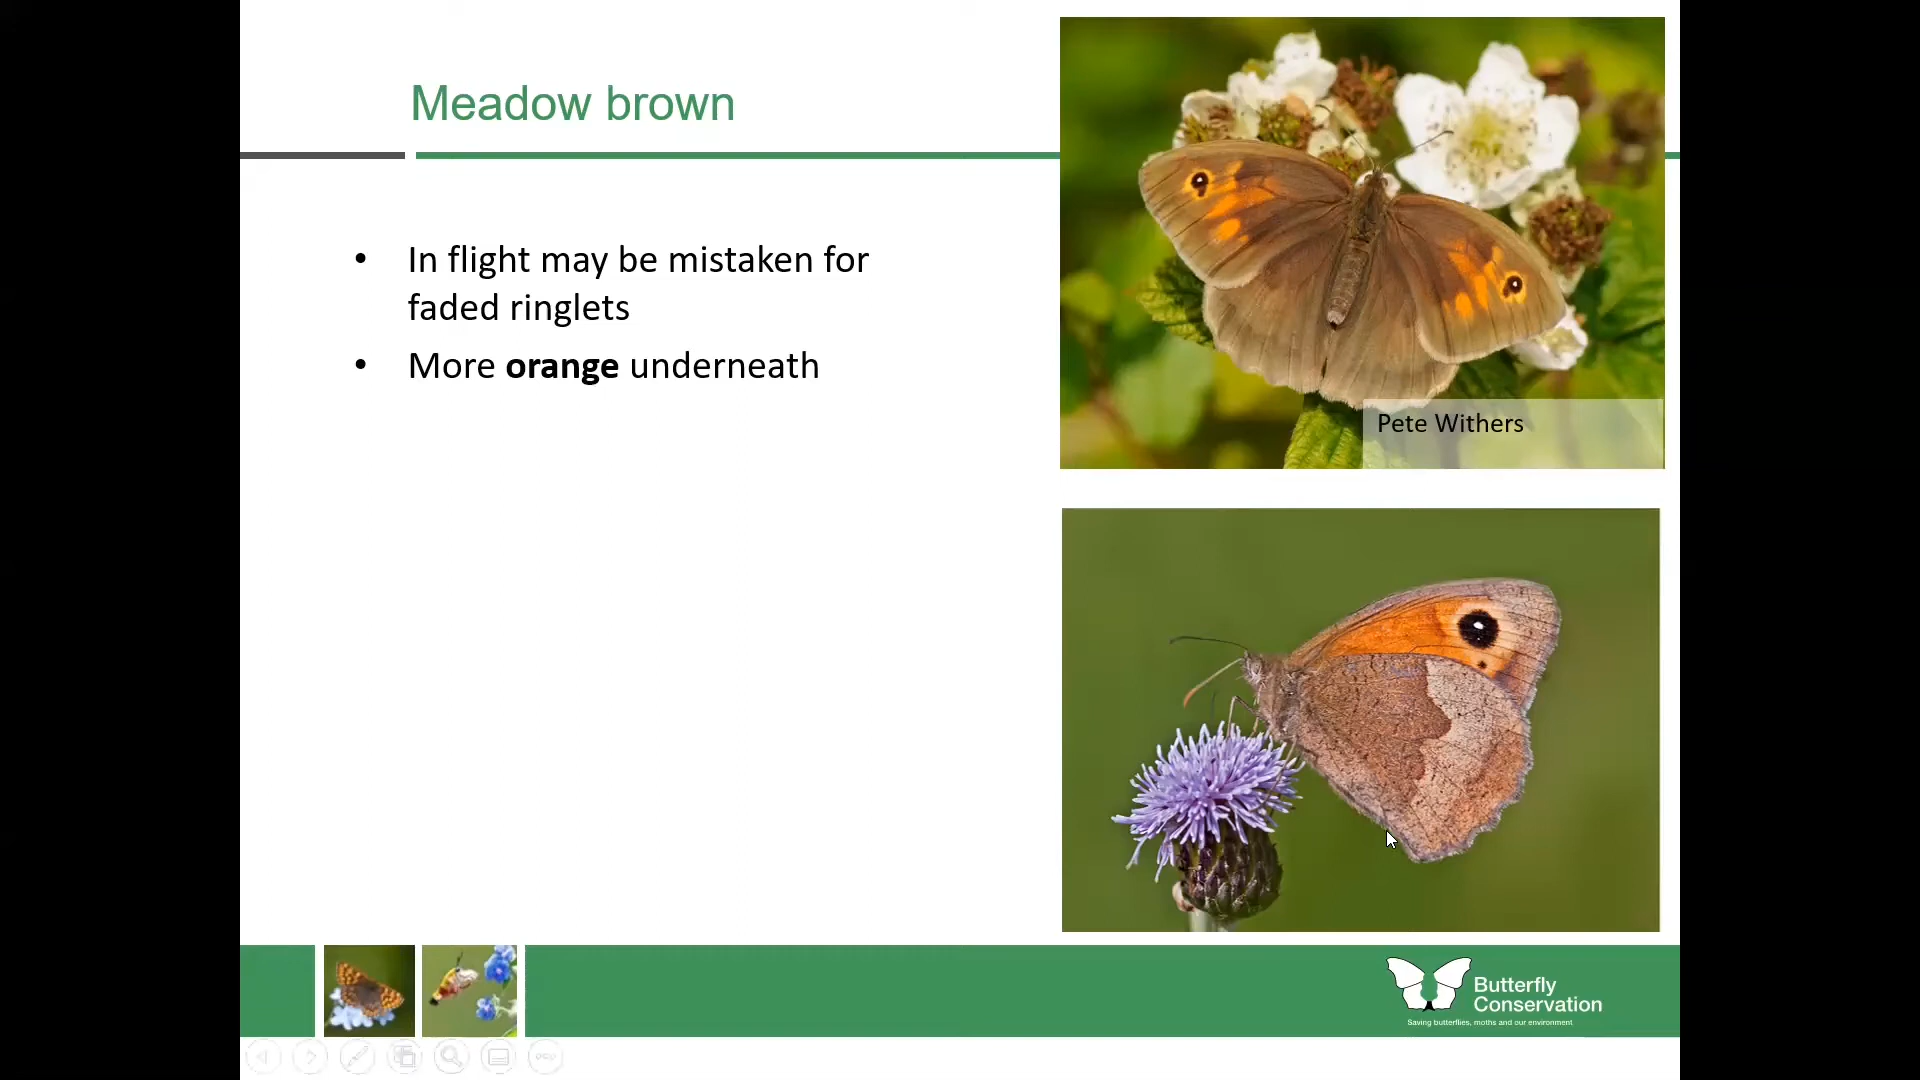 Meadow brown
• In flight may be mistaken for
faded ringlets
• More orange underneath
Pete Withers
Butterfly
Conservation
Saving butterflies, moths and our environment